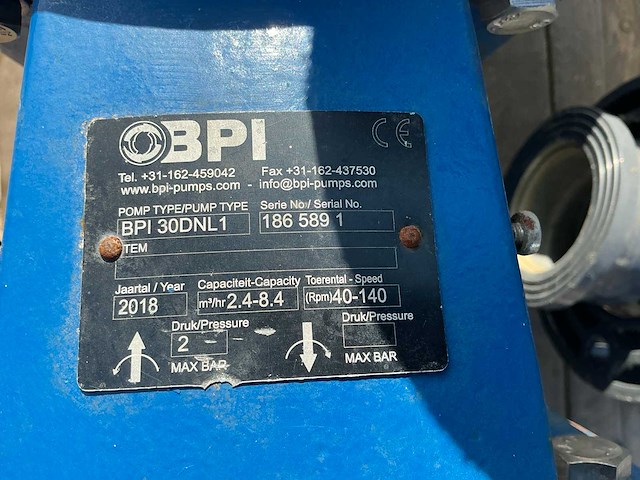 BPI
CE
Tel. +31-162-459042 Fax +31-162-437530
www.bpi-pumps.com - info@bpi-pumps.com
POMP TYPE/PUMP TYPE Serie No / Serial No.
BPI 30DNL1 186 589 1
ITEM
Jaartal / Year Capaciteit-Capacity Toerental - Speed
2018 m³/hr 2.4-8.4 (Rpm) 40-140
Druk/Pressure Druk/Pressure
2
MAX BAR MAX BAR